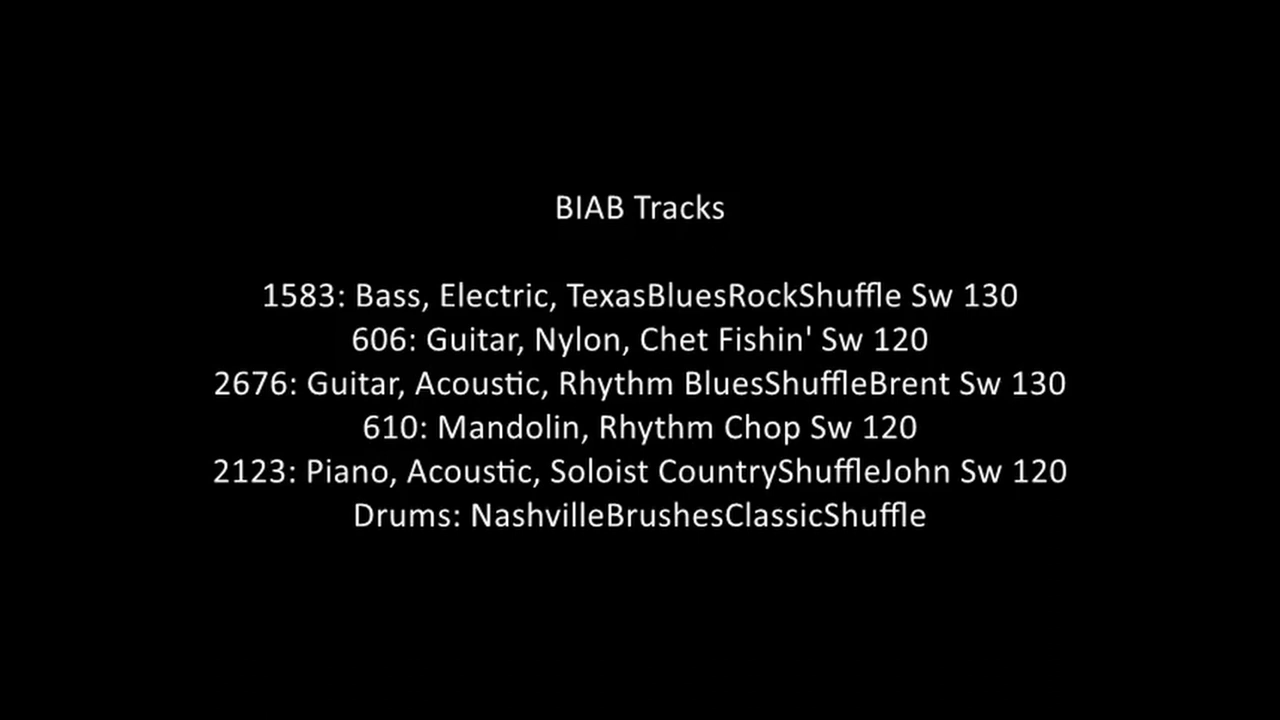 BIAB Tracks
1583: Bass, Electric, TexasBluesRockShuffle Sw 130
606: Guitar, Nylon, Chet Fishin' Sw 120
2676: Guitar, Acoustic, Rhythm BluesShuffleBrent Sw 130
610: Mandolin, Rhythm Chop Sw 120
2123: Piano, Acoustic, Soloist CountryShuffleJohn Sw 120
Drums: NashvilleBrushesClassicShuffle